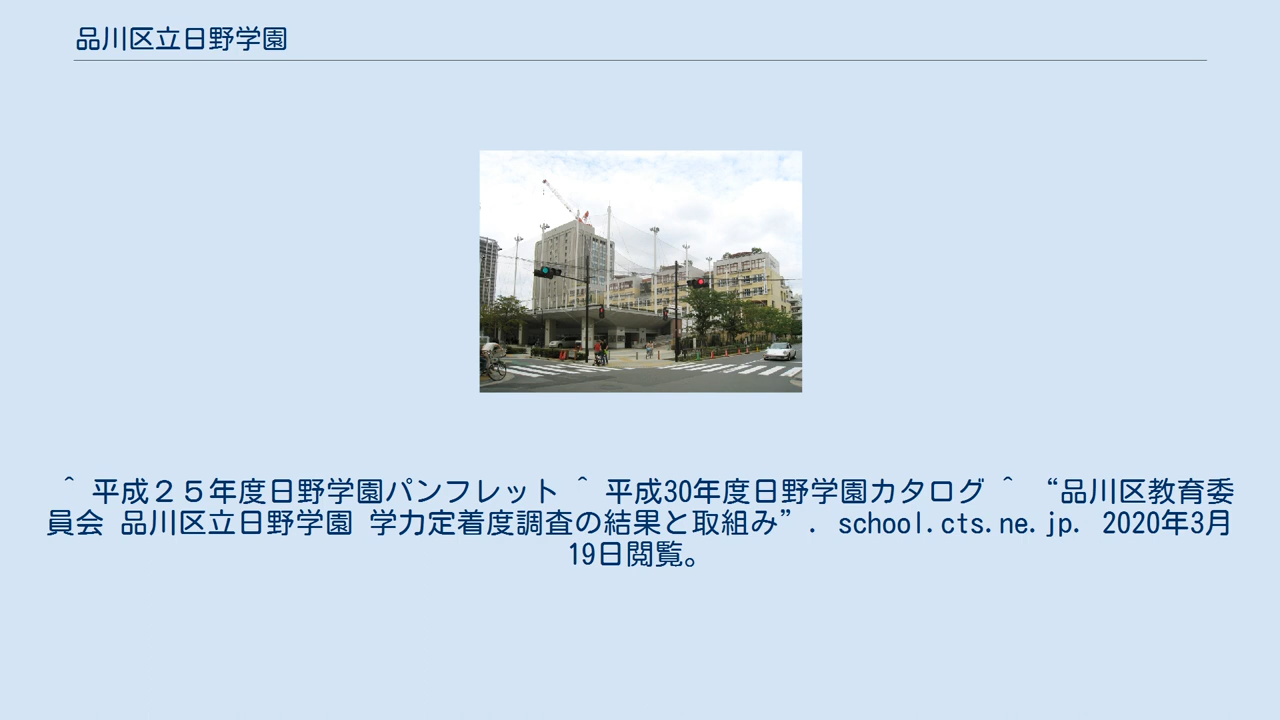 品川区立日野学園
^ 平成２５年度日野学園パンフレット ^ 平成30年度日野学園カタログ ^ “品川区教育委
員会 品川区立日野学園 学力定着度調査の結果と取組み”. school.cts.ne.jp. 2020年3月
19日閲覧。